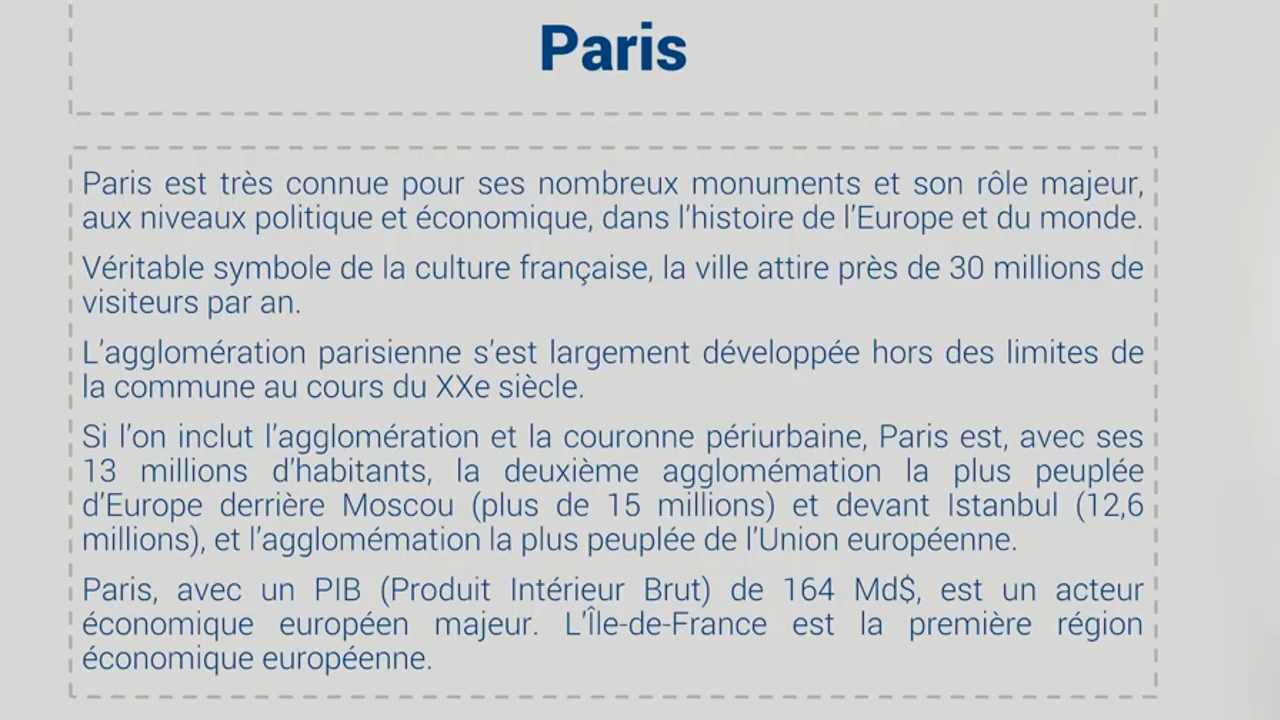 Paris
Paris est très connue pour ses nombreux monuments et son rôle majeur,
aux niveaux politique et économique, dans l'histoire de l'Europe et du monde.
Véritable symbole de la culture française, la ville attire près de 30 millions de
visiteurs par an.
L'agglomération parisienne s'est largement développée hors des limites de
la commune au cours du XXe siècle.
Si l'on inclut l'agglomération et la couronne périurbaine, Paris est, avec ses
13 millions d'habitants, la deuxième agglomémation la plus peuplée
d'Europe derrière Moscou (plus de 15 millions) et devant Istanbul (12,6
millions), et l'agglomémation la plus peuplée de l'Union européenne.
Paris, avec un PIB (Produit Intérieur Brut) de 164 Md$, est un acteur
économique européen majeur. L'Île-de-France est la première région
économique européenne.